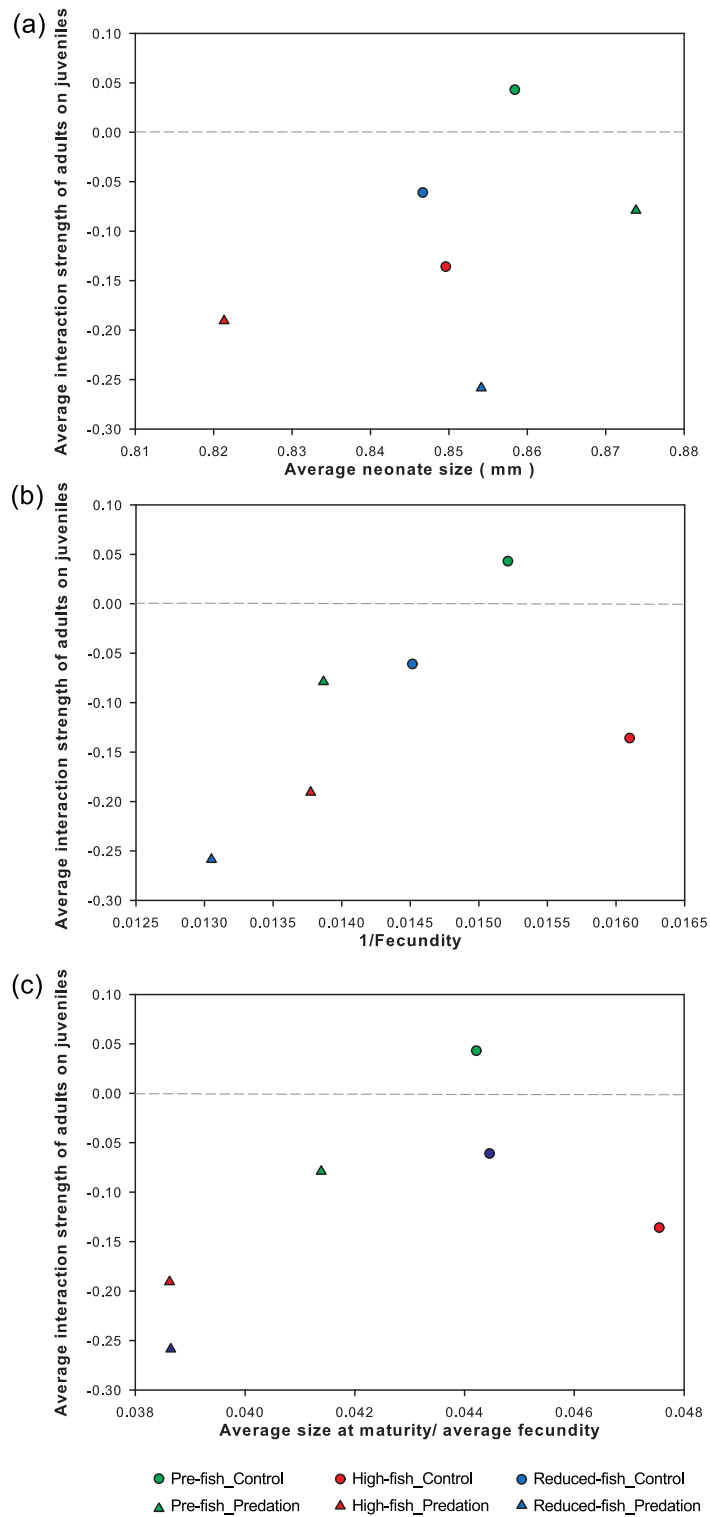 (a)
Average interaction strength of adults on juveniles
0.10
0.05
0.00
-0.05
-0.10
-0.15
-0.20
-0.25
-0.30
0.81 0.82 0.83 0.84 0.85 0.86 0.87 0.88
Average neonate size ( mm )
(b)
Average interaction strength of adults on juveniles
0.10
0.05
0.00
-0.05
-0.10
-0.15
-0.20
-0.25
-0.30
0.0125 0.0130 0.0135 0.0140 0.0145 0.0150 0.0155 0.0160 0.0165
1/Fecundity
(c)
Average interaction strength of adults on juveniles
0.10
0.05
0.00
-0.05
-0.10
-0.15
-0.20
-0.25
-0.30
0.038 0.040 0.042 0.044 0.046 0.048
Average size at maturity/ average fecundity
Pre-fish_Control High-fish_Control Reduced-fish_Control
Pre-fish_Predation High-fish_Predation Reduced-fish_Predation